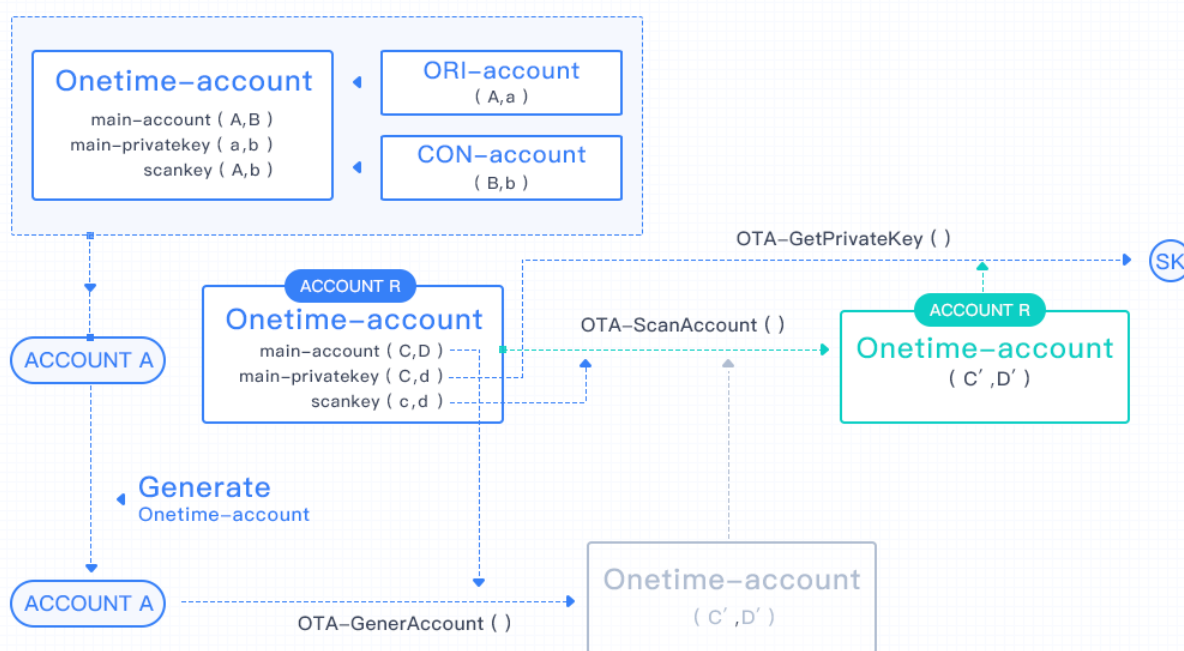 Onetime-account
main-account ( A,B )
main-privatekey ( a,b )
scankey ( A,b )
ORI-account
( A,a )
CON-account
( B,b )
OTA-GetPrivateKey ( )
SK
ACCOUNT R
Onetime-account
main-account ( C,D )
main-privatekey ( C,d )
scankey ( c,d )
OTA-ScanAccount ( )
ACCOUNT R
Onetime-account
( C′ ,D′ )
ACCOUNT A
Generate
Onetime-account
ACCOUNT A
OTA-GenerAccount ( )
Onetime-account
( C′ ,D′ )